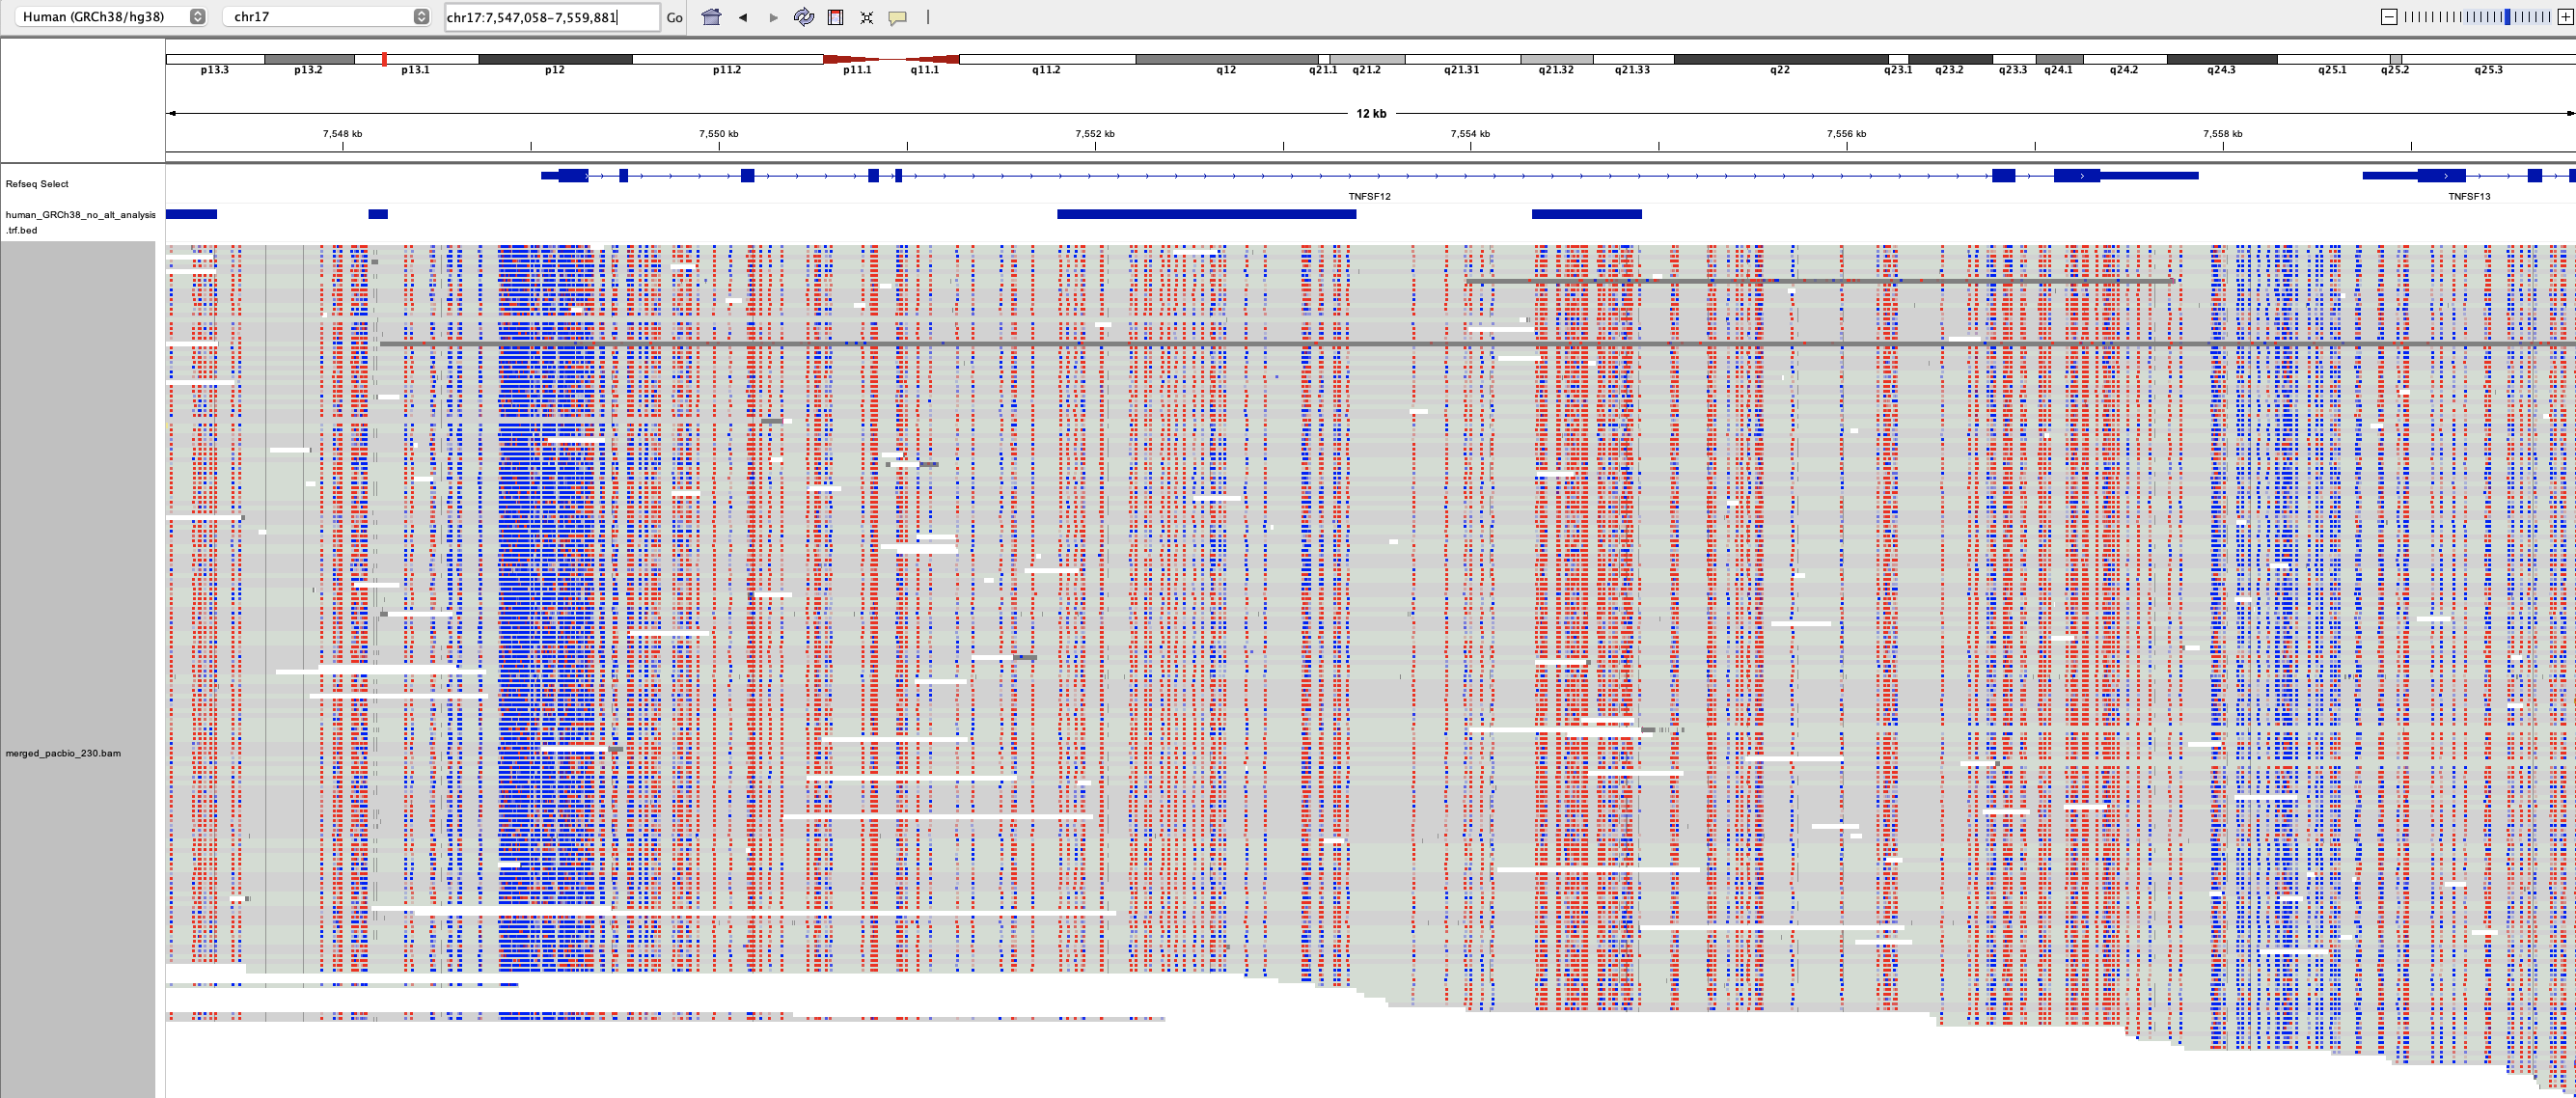 Human (GRCh38/hg38) chr17 chr17:7,547,058-7,559,881 Go
p13.3 p13.2 p13.1 p12 p11.2 p11.1 q11.1 q11.2 q12 q21.1 q21.2 q21.31 q21.32 q21.33 q22 q23.1 q23.2 q23.3 q24.1 q24.2 q24.3 q25.1 q25.2 q25.3
12 kb
7,548 kb 7,550 kb 7,552 kb 7,554 kb 7,556 kb 7,558 kb
Refseq Select
TNFSF12 TNFSF13
human_GRCh38_no_alt_analysis
.trf.bed
merged_pacbio_230.bam